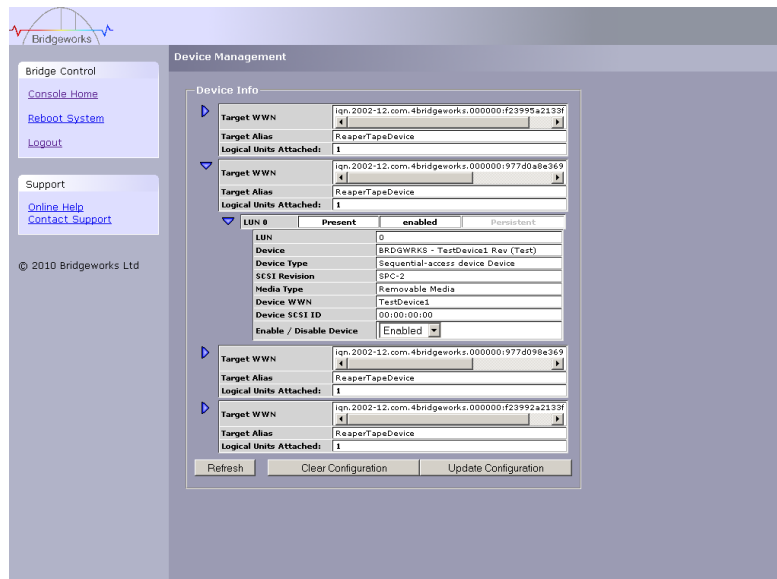 Bridgeworks
Device Management
Bridge Control
Console Home
Reboot System
Logout
Support
Online Help
Contact Support
© 2010 Bridgeworks Ltd
Device Info
Target WWN iqn.2002-12.com.4bridgeworks.000000:f23995a2133f
Target Alias ReaperTapeDevice
Logical Units Attached: 1
Target WWN iqn.2002-12.com.4bridgeworks.000000:977d0a8e369
Target Alias ReaperTapeDevice
Logical Units Attached: 1
LUN 0 Present enabled Persistent
LUN 0
Device BRDGWRKS - TestDevice1 Rev (Test)
Device Type Sequential-access device Device
SCSI Revision SPC-2
Media Type Removable Media
Device WWN TestDevice1
Device SCSI ID 00:00:00:00
Enable / Disable Device Enabled
Target WWN iqn.2002-12.com.4bridgeworks.000000:977d098e369
Target Alias ReaperTapeDevice
Logical Units Attached: 1
Target WWN iqn.2002-12.com.4bridgeworks.000000:f23992a2133f
Target Alias ReaperTapeDevice
Logical Units Attached: 1
Refresh Clear Configuration Update Configuration